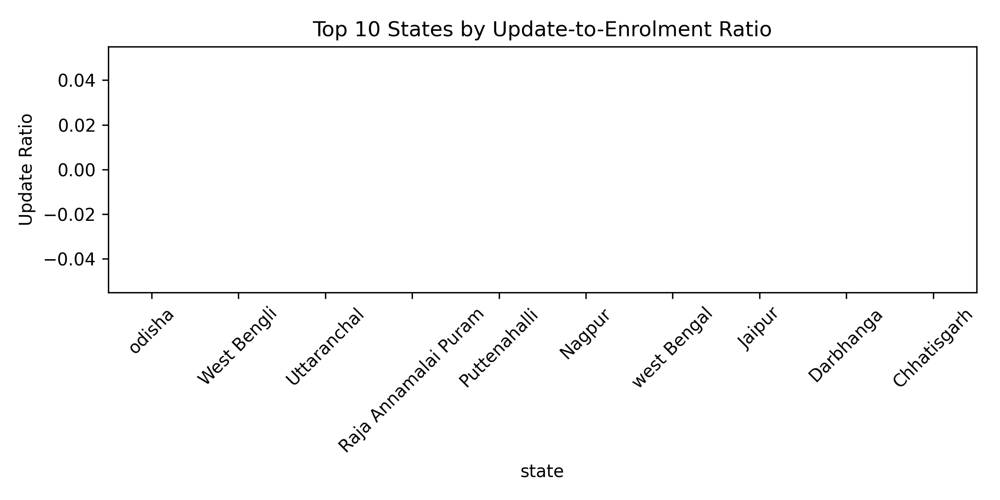 Top 10 States by Update-to-Enrolment Ratio
Update Ratio
0.04
0.02
0.00
−0.02
−0.04
odisha
West Bengli
Uttaranchal
Raja Annamalai Puram
Puttenahalli
Nagpur
west Bengal
Jaipur
Darbhanga
Chhatisgarh
state